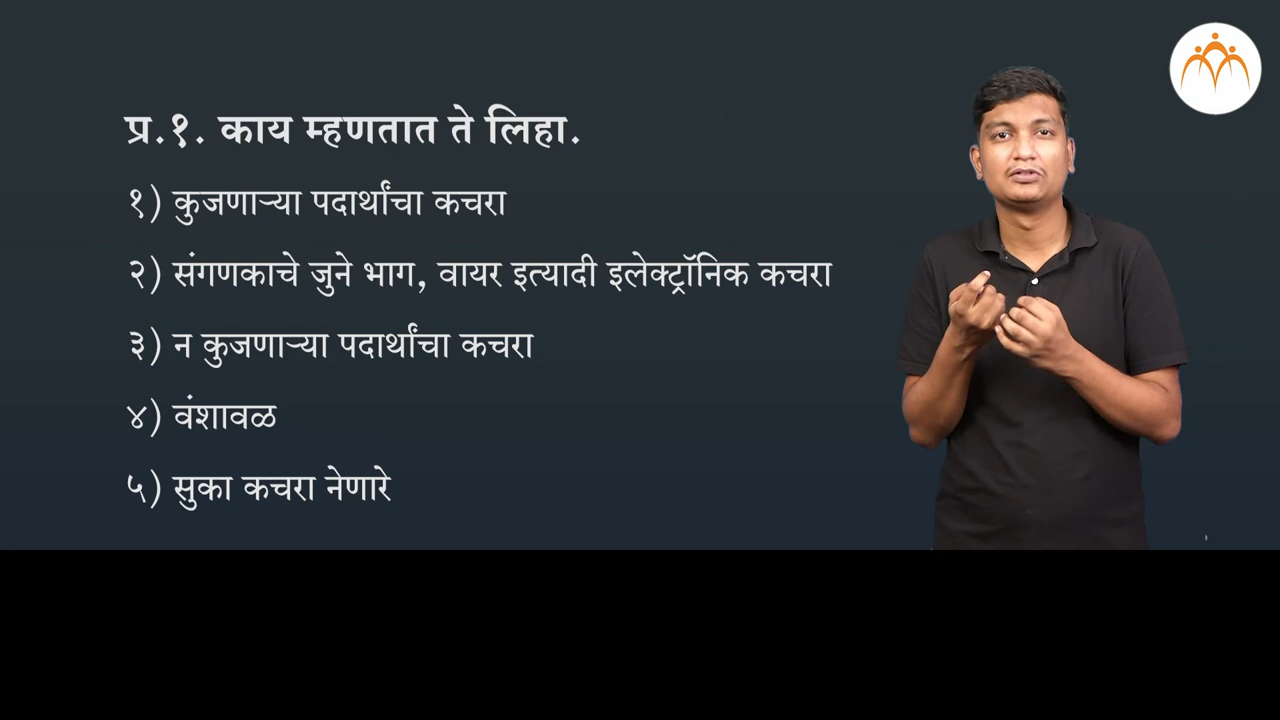 प्र.१. काय म्हणतात ते लिहा.
१) कुजणाऱ्या पदार्थांचा कचरा
२) संगणकाचे जुने भाग, वायर इत्यादी इलेक्ट्रॉनिक कचरा
३) न कुजणाऱ्या पदार्थांचा कचरा
४) वंशावळ
५) सुका कचरा नेणारे